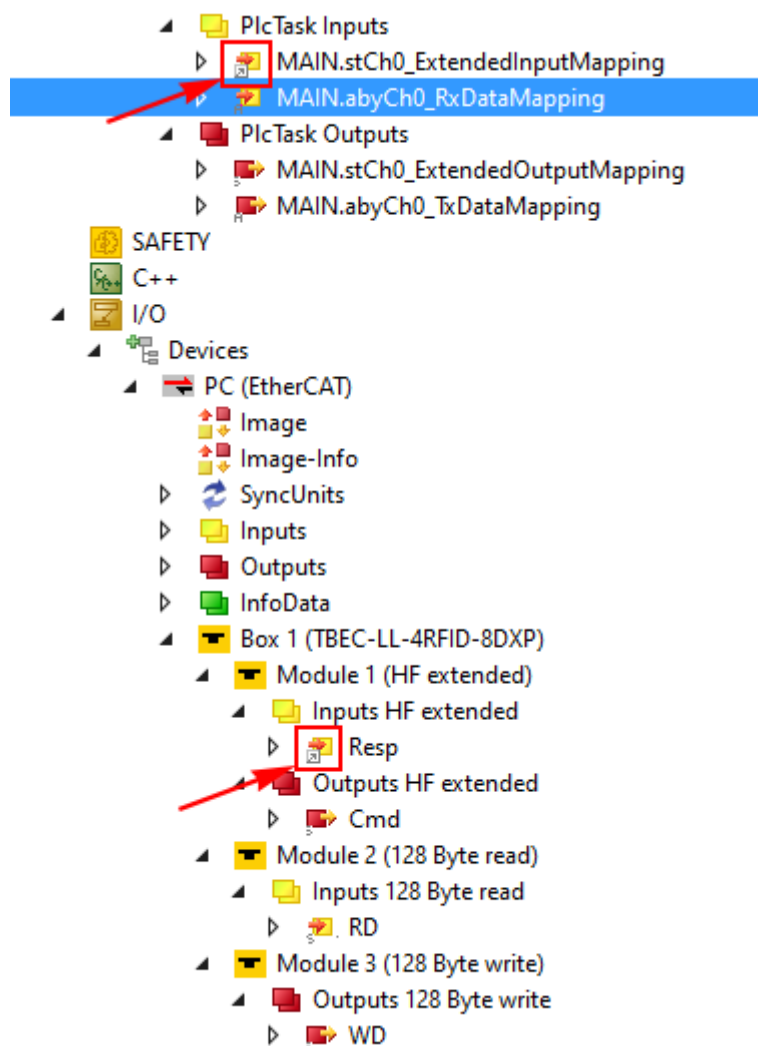 PlcTask Inputs
MAIN.stCh0_ExtendedInputMapping
MAIN.abyCh0_RxDataMapping
PlcTask Outputs
MAIN.stCh0_ExtendedOutputMapping
MAIN.abyCh0_TxDataMapping
SAFETY
C++
I/O
Devices
PC (EtherCAT)
Image
Image-Info
SyncUnits
Inputs
Outputs
InfoData
Box 1 (TBEC-LL-4RFID-8DXP)
Module 1 (HF extended)
Inputs HF extended
Resp
Outputs HF extended
Cmd
Module 2 (128 Byte read)
Inputs 128 Byte read
RD
Module 3 (128 Byte write)
Outputs 128 Byte write
WD